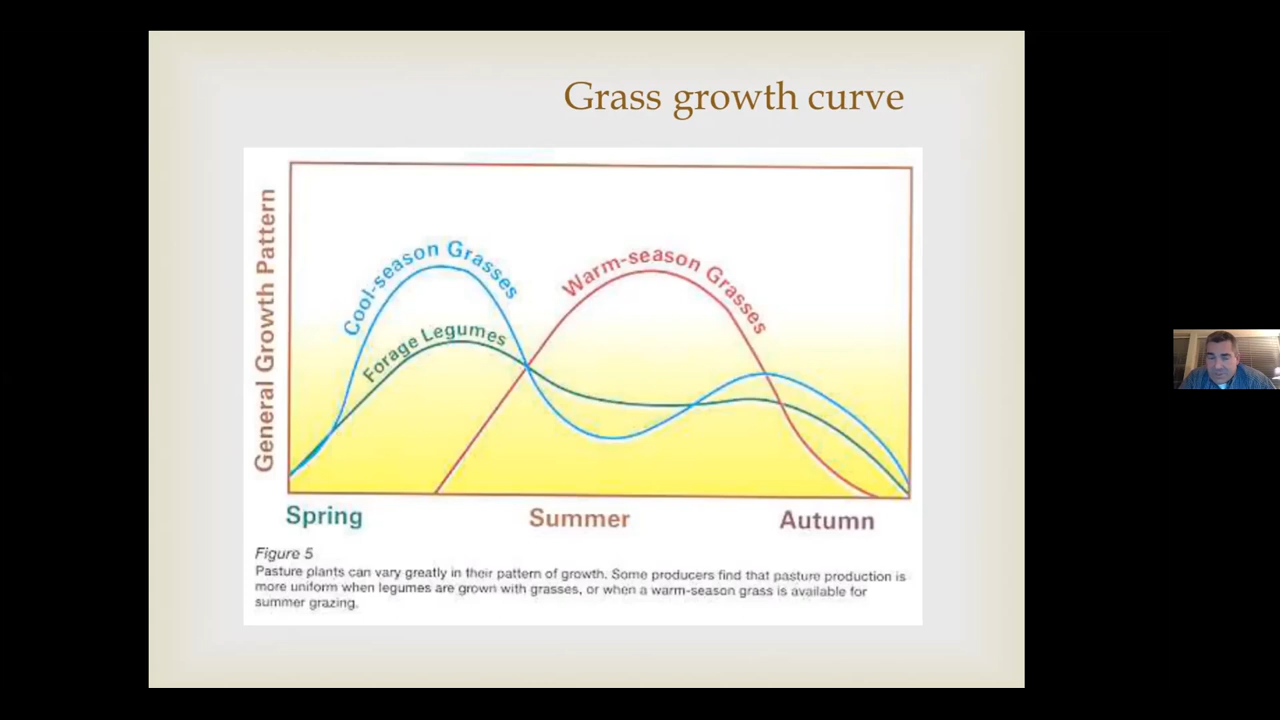 Grass growth curve
General Growth Pattern
Cool-season Grasses
Warm-season Grasses
Forage Legumes
Spring
Summer
Autumn
Figure 5
Pasture plants can vary greatly in their pattern of growth. Some producers find that pasture production is
more uniform when legumes are grown with grasses, or when a warm-season grass is available for
summer grazing.